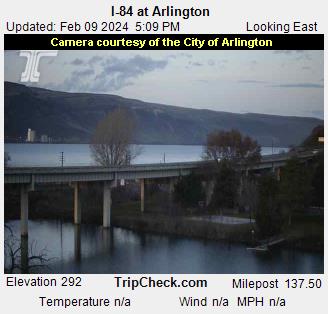 I-84 at Arlington
Updated: Feb 09 2024 5:09 PM Looking East
Camera courtesy of the City of Arlington
Elevation 292 TripCheck.com Milepost 137.50
Temperature n/a Wind n/a MPH n/a